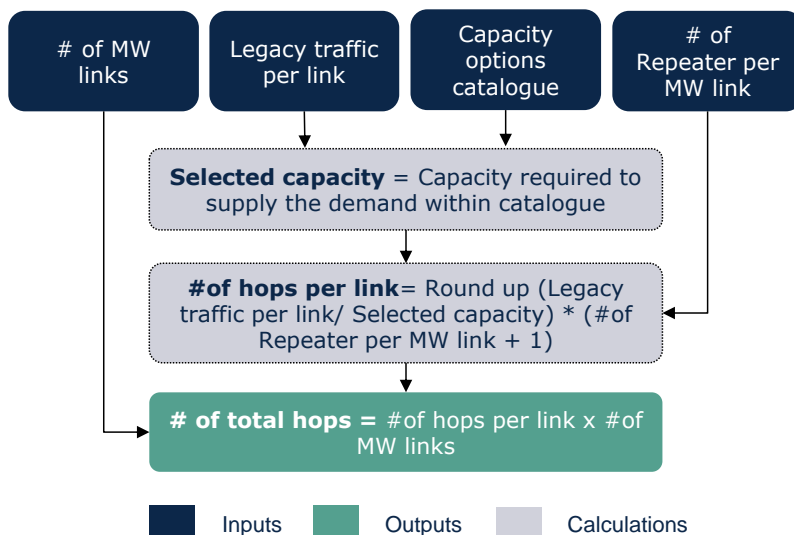 # of MW
links
Legacy traffic
per link
Capacity
options
catalogue
# of
Repeater per
MW link
Selected capacity = Capacity required to
supply the demand within catalogue
#of hops per link= Round up (Legacy
traffic per link/ Selected capacity) * (#of
Repeater per MW link + 1)
# of total hops = #of hops per link x #of
MW links
Inputs
Outputs
Calculations